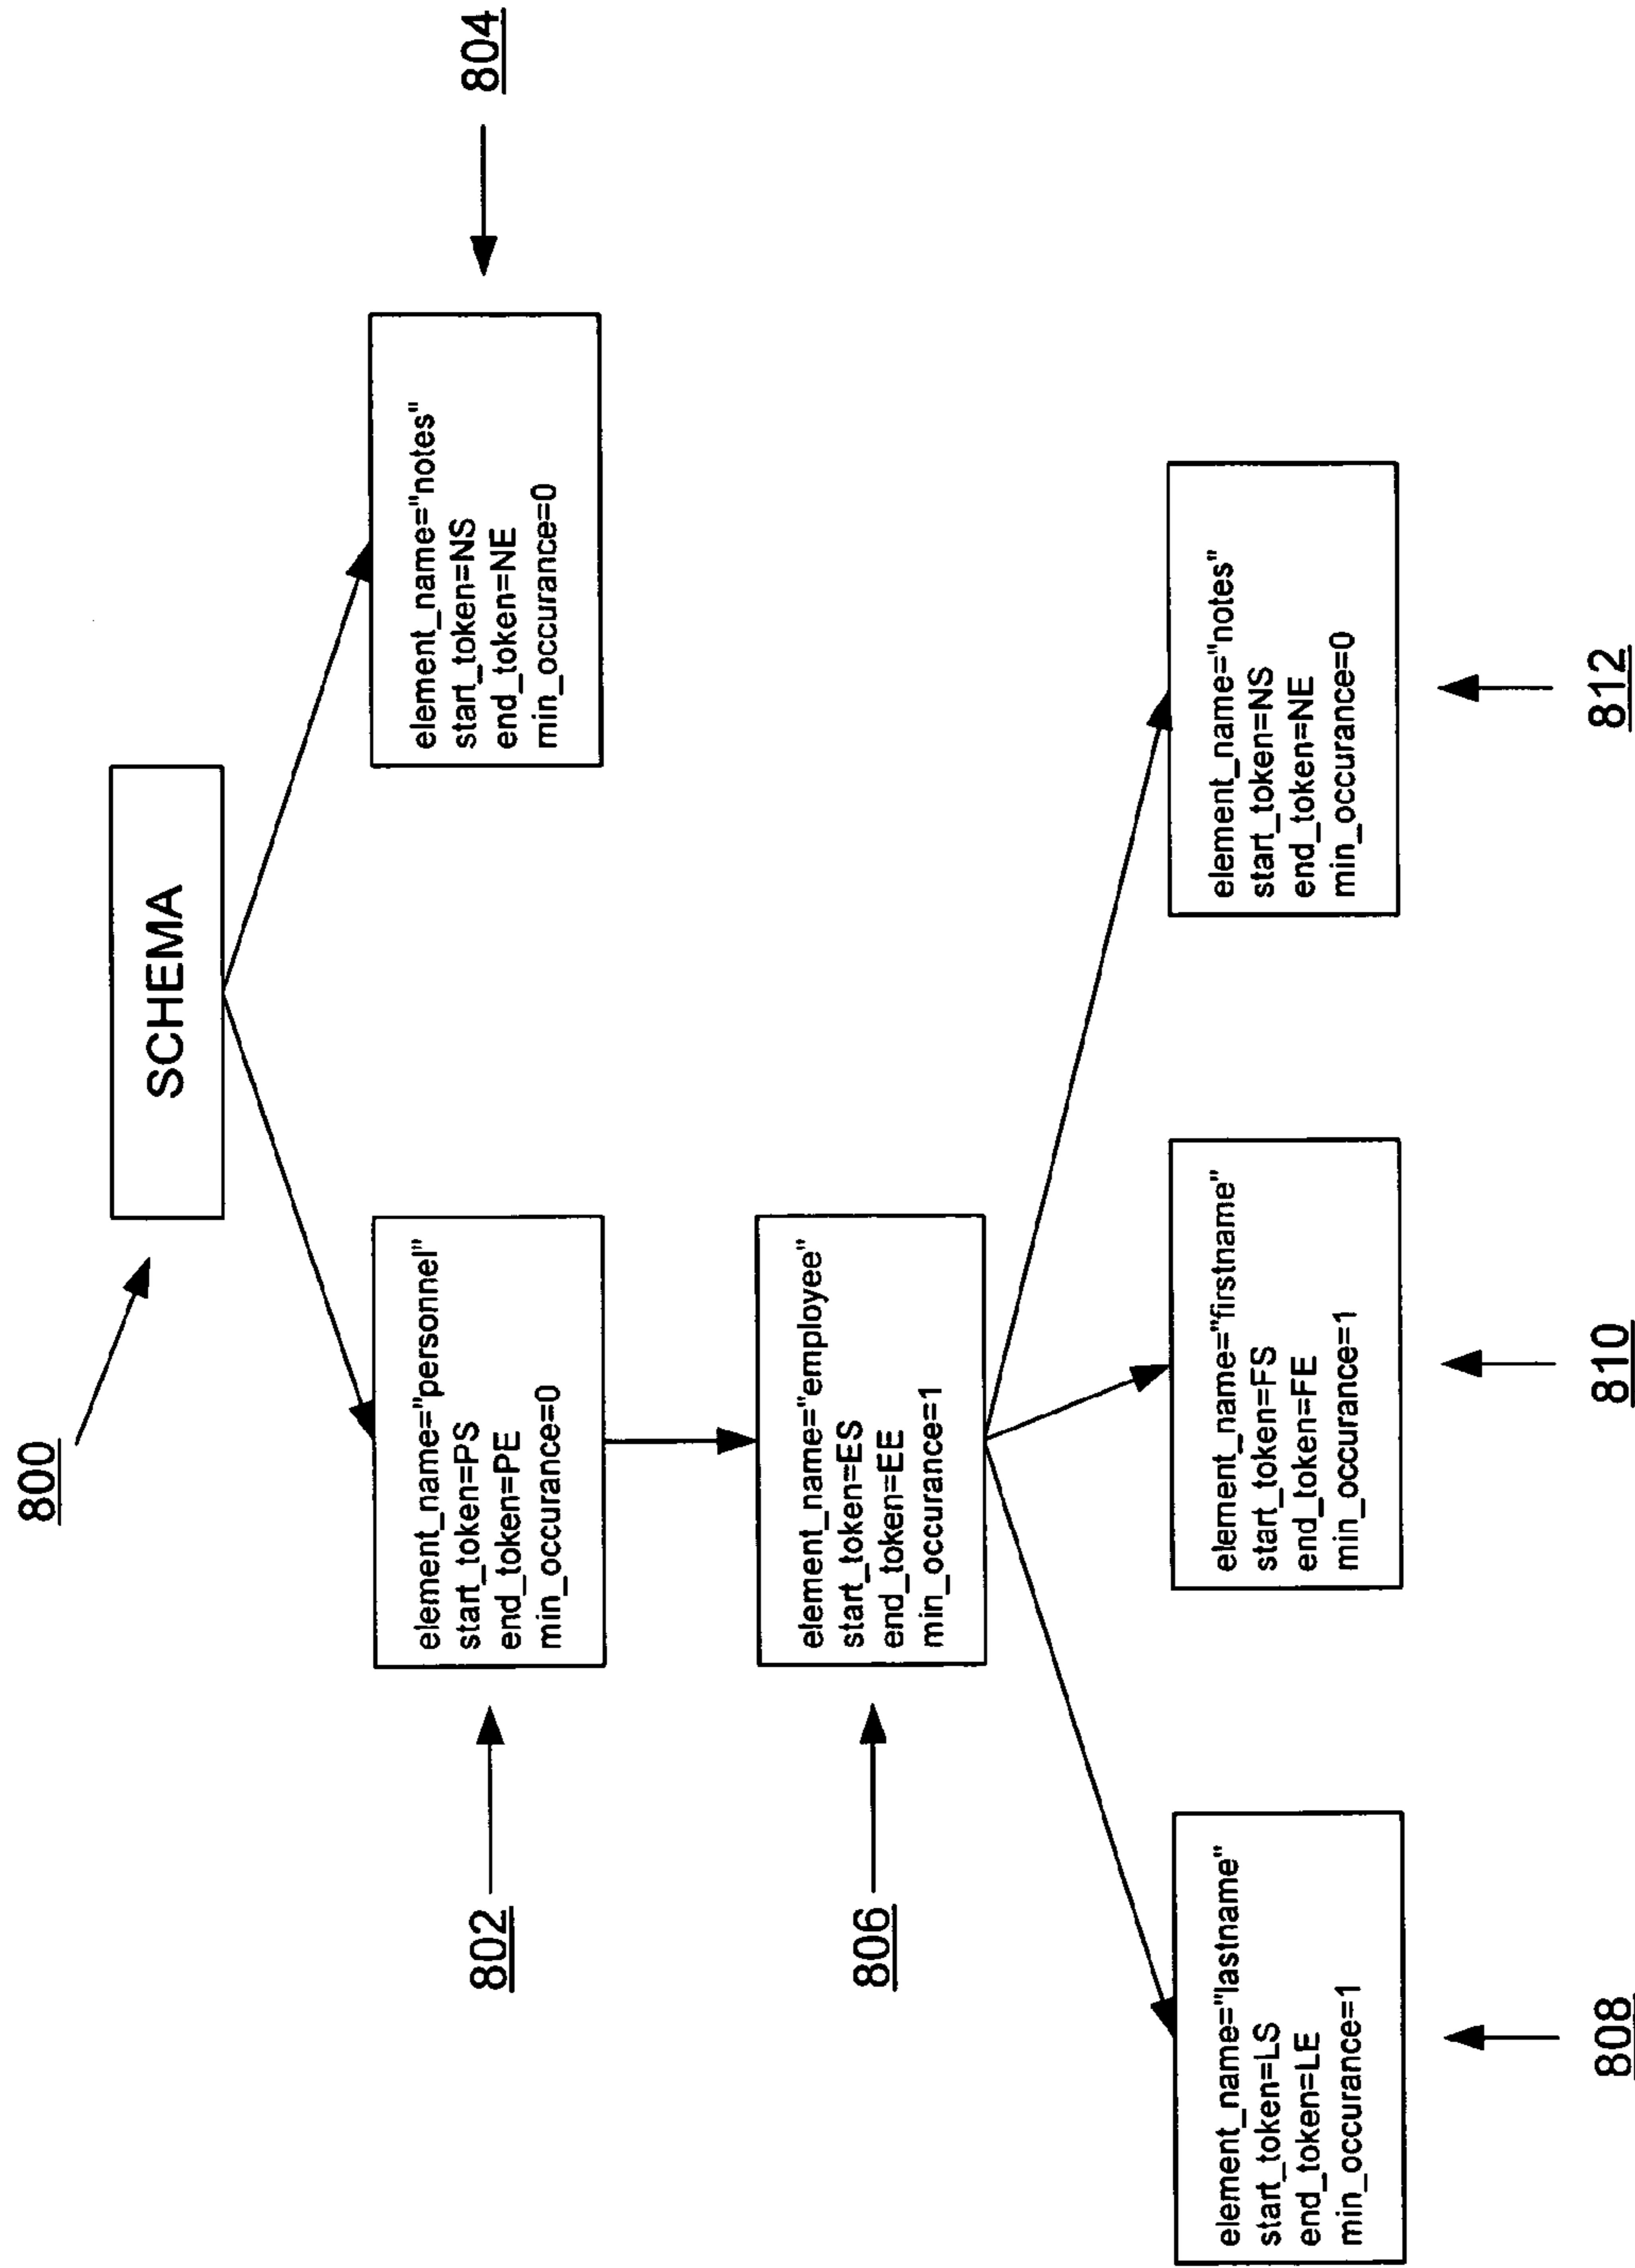 800
SCHEMA
804
802
element_name="personnel"
start_token=PS
end_token=PE
min_occurance=0
element_name="notes"
start_token=NS
end_token=NE
min_occurance=0
806
element_name="employee"
start_token=ES
end_token=EE
min_occurance=1
element_name="lastname"
start_token=LS
end_token=LE
min_occurance=1
element_name="firstname"
start_token=FS
end_token=FE
min_occurance=1
element_name="notes"
start_token=NS
end_token=NE
min_occurance=0
808
810
812